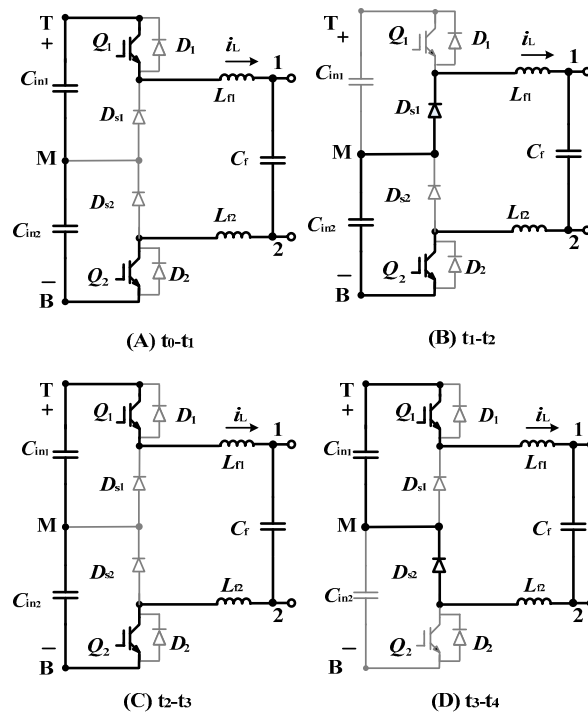 T
+
Q1
D1
iL
1
Cin1
Lf1
Ds1
M
Cf
Ds2
Cin2
Lf2
2
Q2
D2
−
B
(A) t0-t1
T
+
Q1
D1
iL
1
Cin1
Lf1
Ds1
M
Cf
Ds2
Cin2
Lf2
2
Q2
D2
−
B
(B) t1-t2
T
+
Q1
D1
iL
1
Cin1
Lf1
Ds1
M
Cf
Ds2
Cin2
Lf2
2
Q2
D2
−
B
(C) t2-t3
T
+
Q1
D1
iL
1
Cin1
Lf1
Ds1
M
Cf
Ds2
Cin2
Lf2
2
Q2
D2
−
B
(D) t3-t4